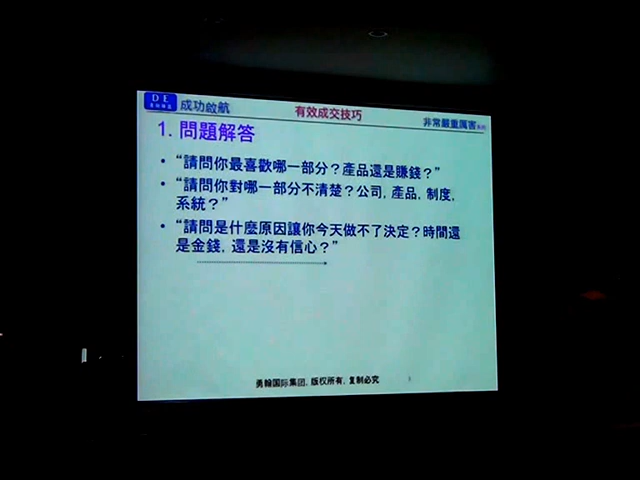 D E
成功啟航
有效成交技巧
非常嚴重厲害
1. 問題解答
• “請問你最喜歡哪一部分？產品還是賺錢？”
• “請問你對哪一部分不清楚？公司, 產品, 制度,
系統？”
• “請問是什麼原因讓你今天做不了決定？時間還
是金錢, 還是沒有信心？”
勇翰国际集团, 版权所有, 复制必究